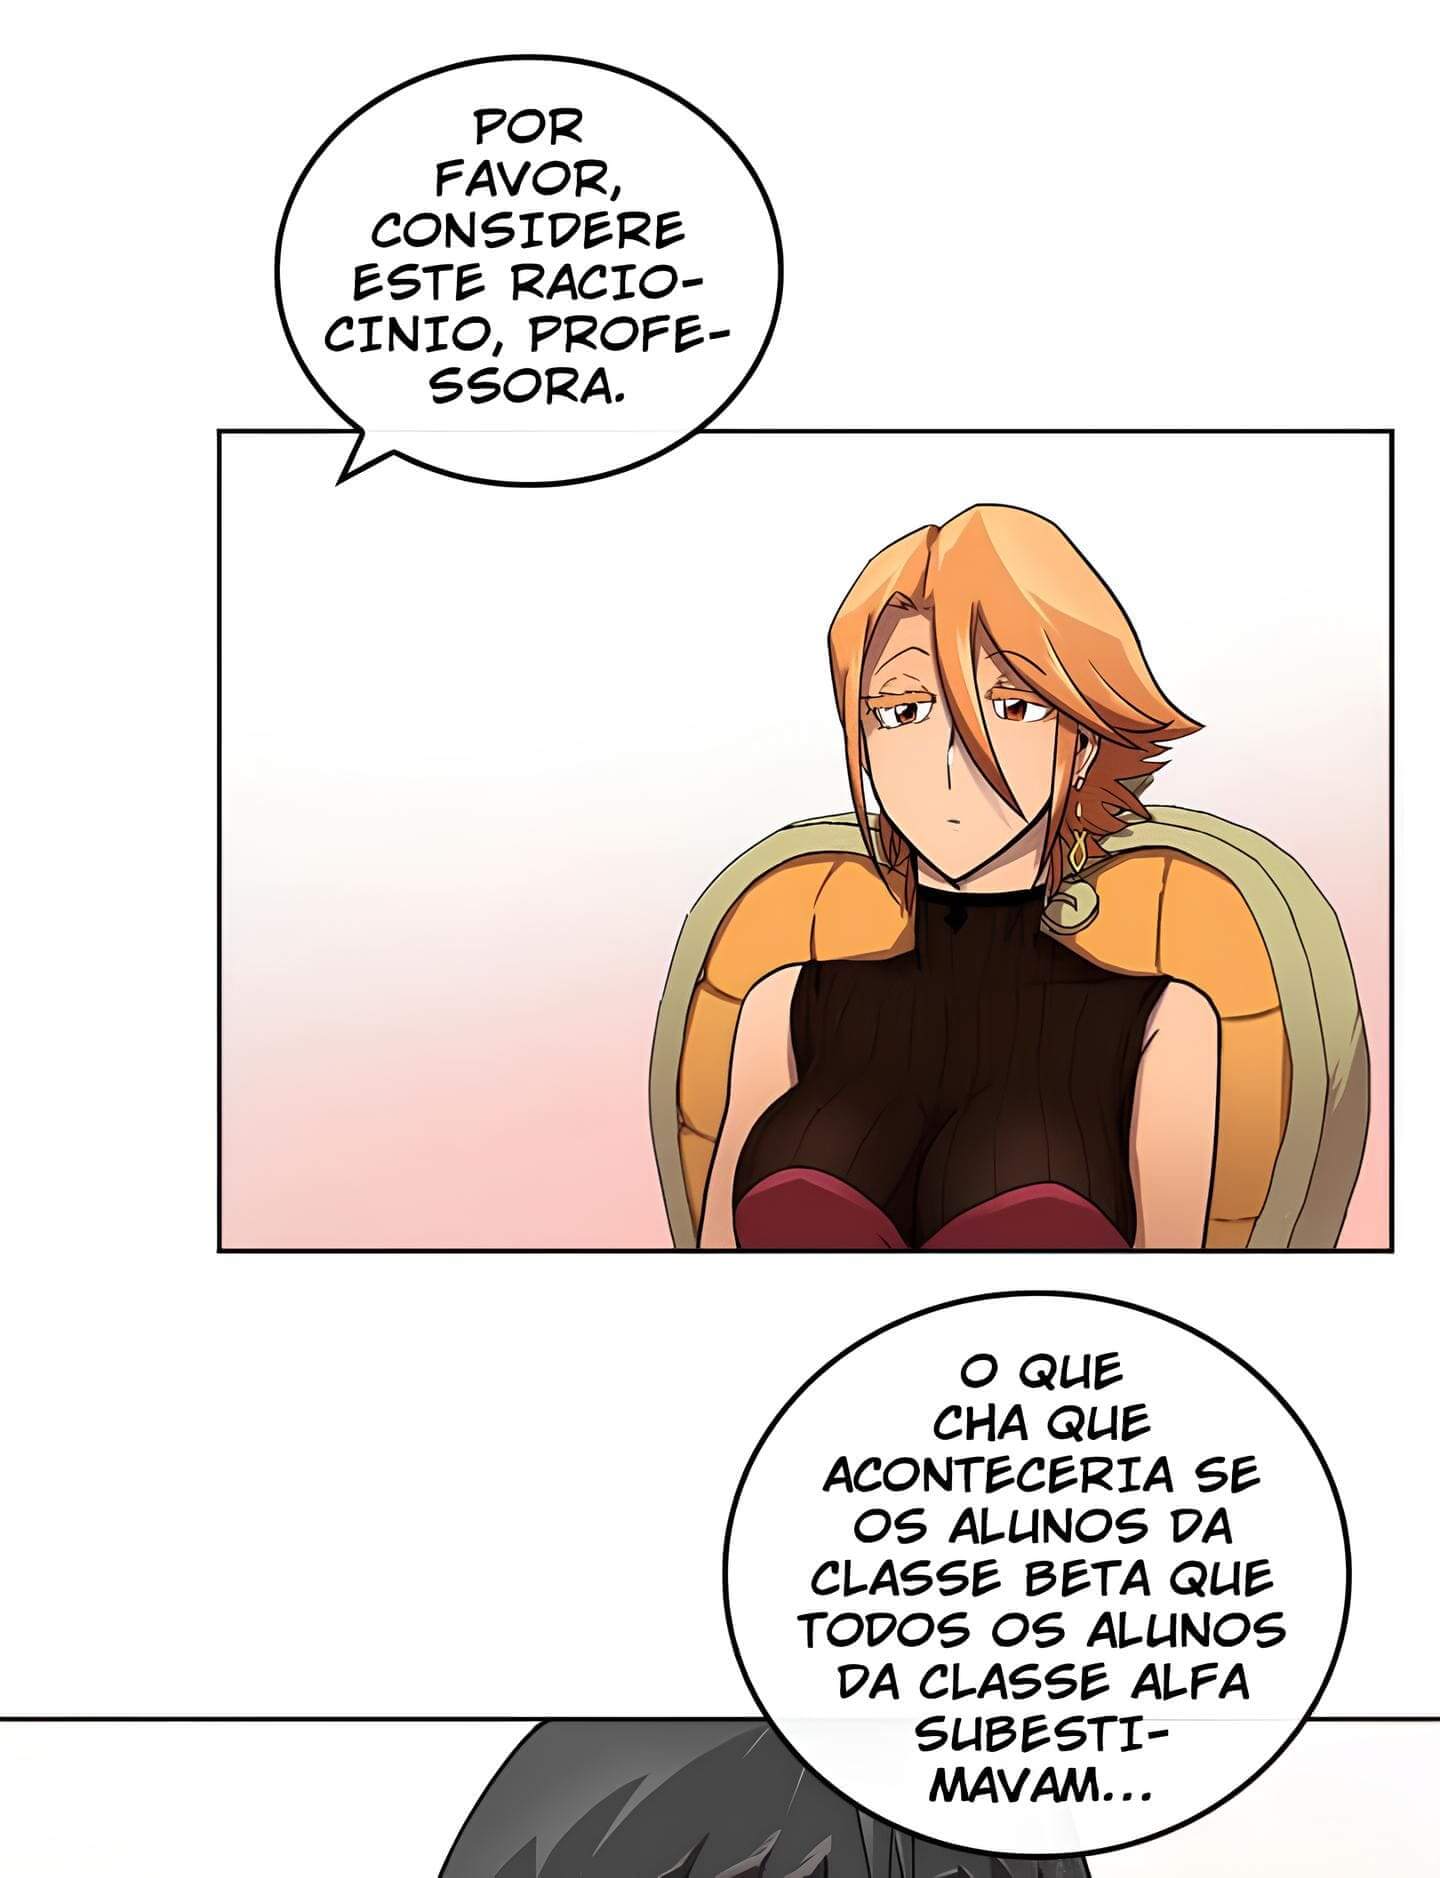 POR
FAVOR,
CONSIDERE
ESTE RACIO-
CINIO, PROFE-
SSORA.
O QUE
CHA QUE
ACONTECERIA SE
OS ALUNOS DA
CLASSE BETA QUE
TODOS OS ALUNOS
DA CLASSE ALFA
SUBESTI-
MAVAM...